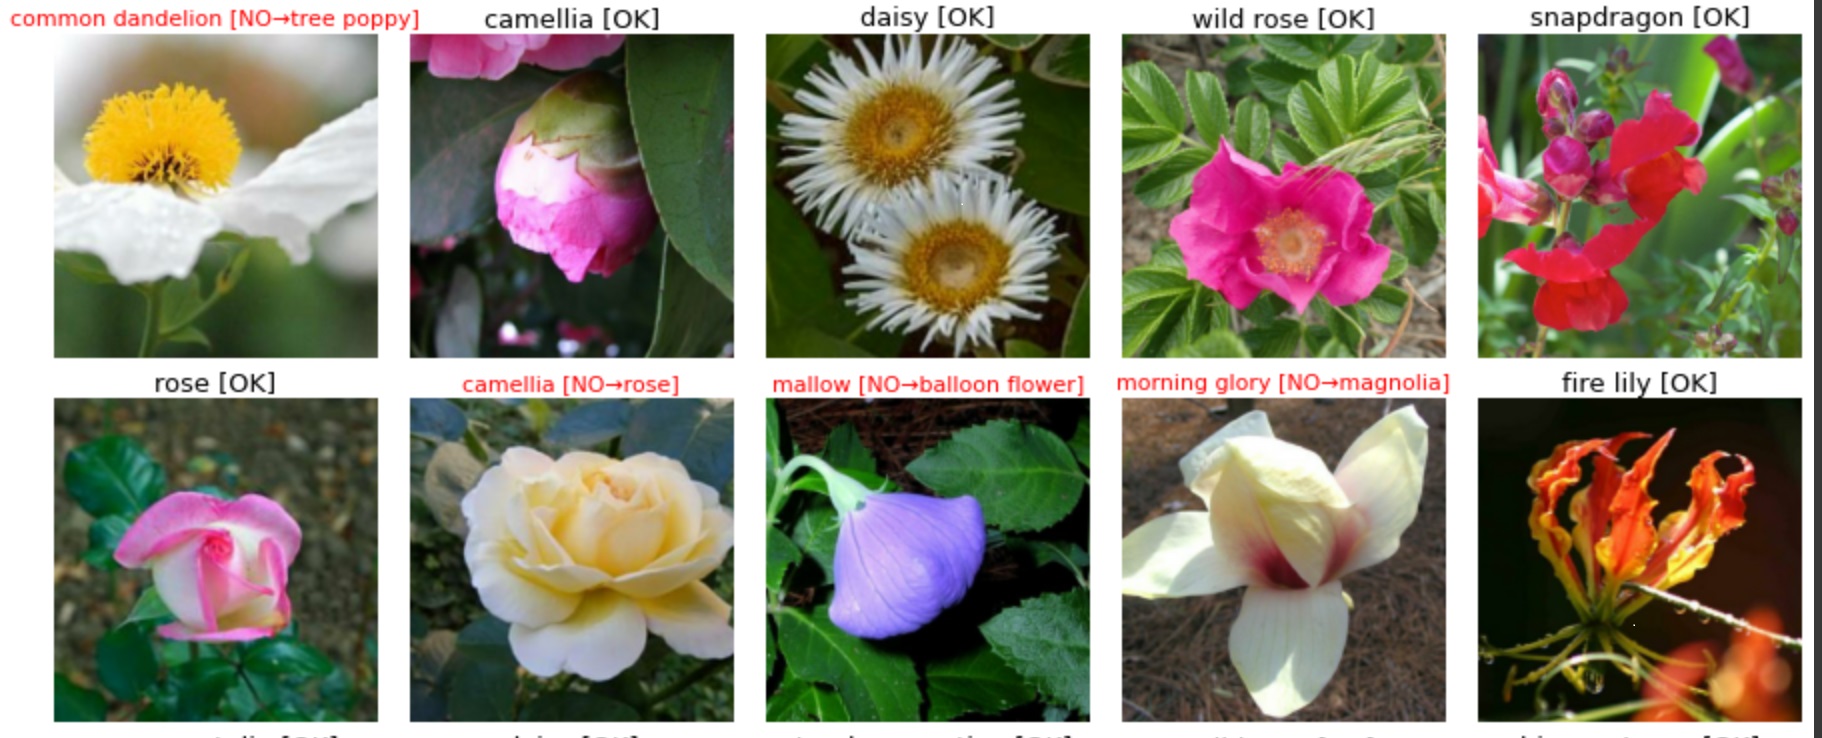 common dandelion [NO→tree poppy]
camellia [OK]
daisy [OK]
wild rose [OK]
snapdragon [OK]
rose [OK]
camellia [NO→rose]
mallow [NO→balloon flower]
morning glory [NO→magnolia]
fire lily [OK]